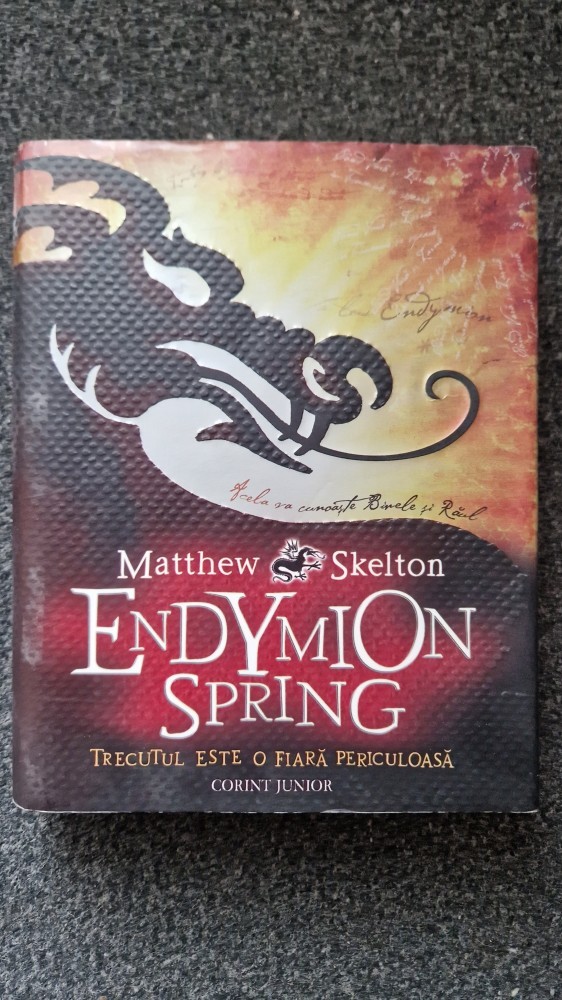 Endymion
Acela va cunoaște Binele și Răul
Matthew Skelton
ENDYMION
SPRING
TRECUTUL ESTE O FIARĂ PERICULOASĂ
CORINT JUNIOR